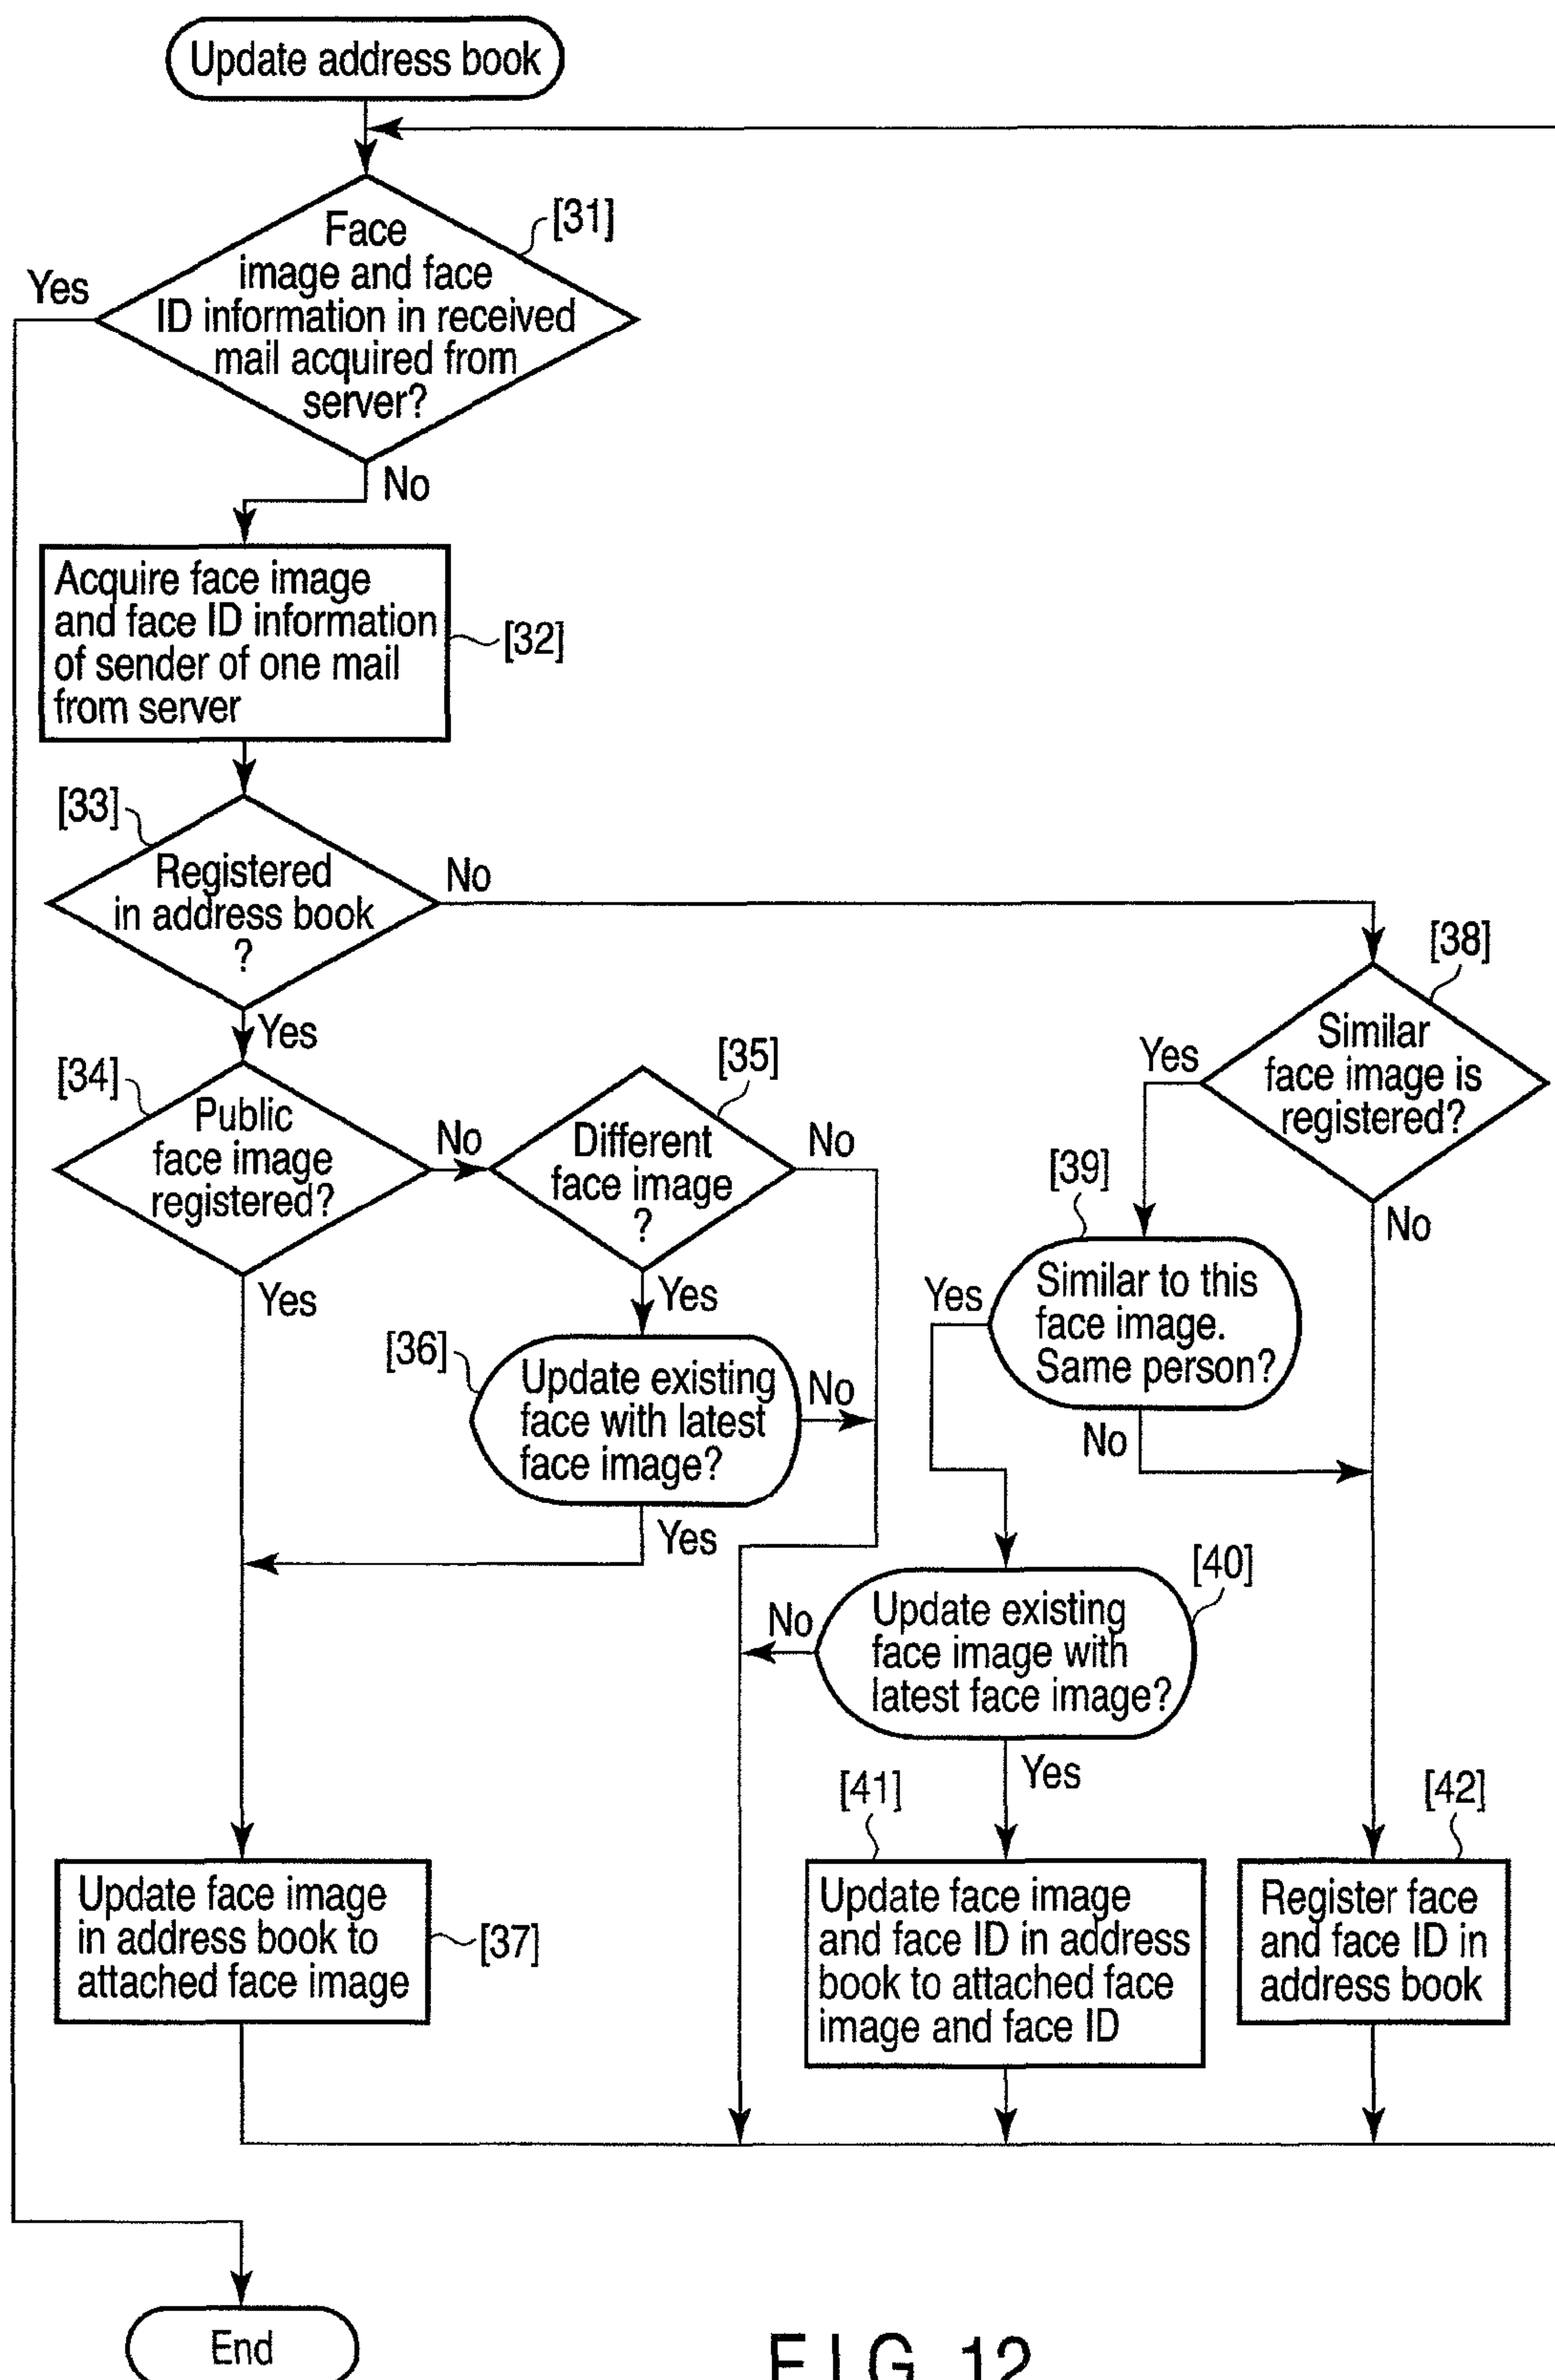 Update address book
[31]
Face
image and face
ID information in received
mail acquired from
server?
Yes
No
Acquire face image
and face ID information
of sender of one mail
from server
[32]
[33]
Registered
in address book
?
No
Yes
[38]
Similar
face image is
registered?
Yes
No
[34]
Public
face image
registered?
No
Yes
[35]
Different
face image
?
No
Yes
[36]
Update existing
face with latest
face image?
No
Yes
[39]
Similar to this
face image.
Same person?
Yes
No
[40]
Update existing
face image with
latest face image?
No
Yes
Update face image
in address book to
attached face image
[37]
[41]
Update face image
and face ID in address
book to attached face
image and face ID
[42]
Register face
and face ID in
address book
End
FIG. 12